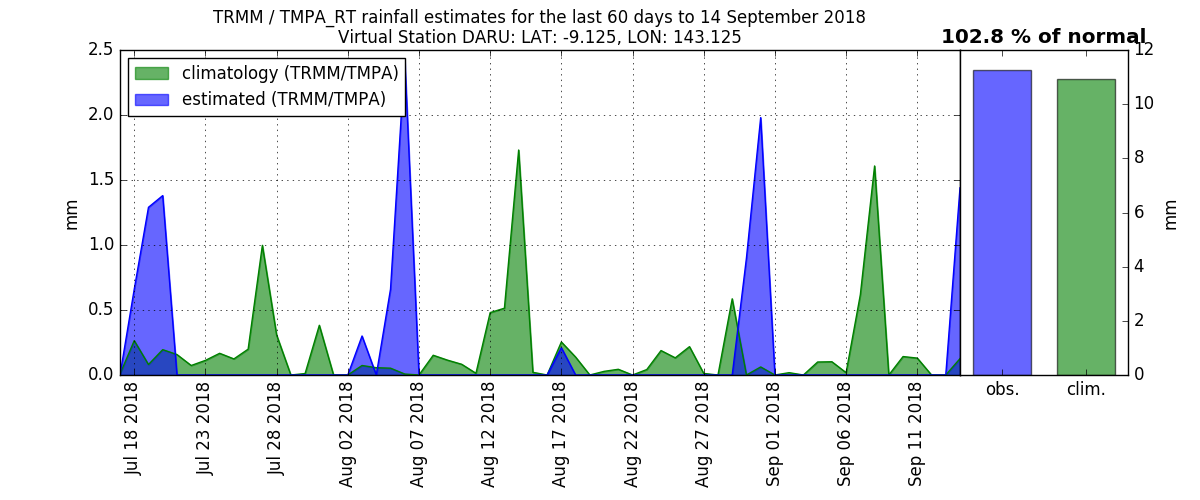 TRMM / TMPA_RT rainfall estimates for the last 60 days to 14 September 2018
Virtual Station DARU: LAT: -9.125, LON: 143.125
102.8 % of normal
climatology (TRMM/TMPA)
estimated (TRMM/TMPA)
2.5
2.0
1.5
1.0
0.5
0.0
mm
Jul 18 2018
Jul 23 2018
Jul 28 2018
Aug 02 2018
Aug 07 2018
Aug 12 2018
Aug 17 2018
Aug 22 2018
Aug 27 2018
Sep 01 2018
Sep 06 2018
Sep 11 2018
12
10
8
6
4
2
0
mm
obs.
clim.